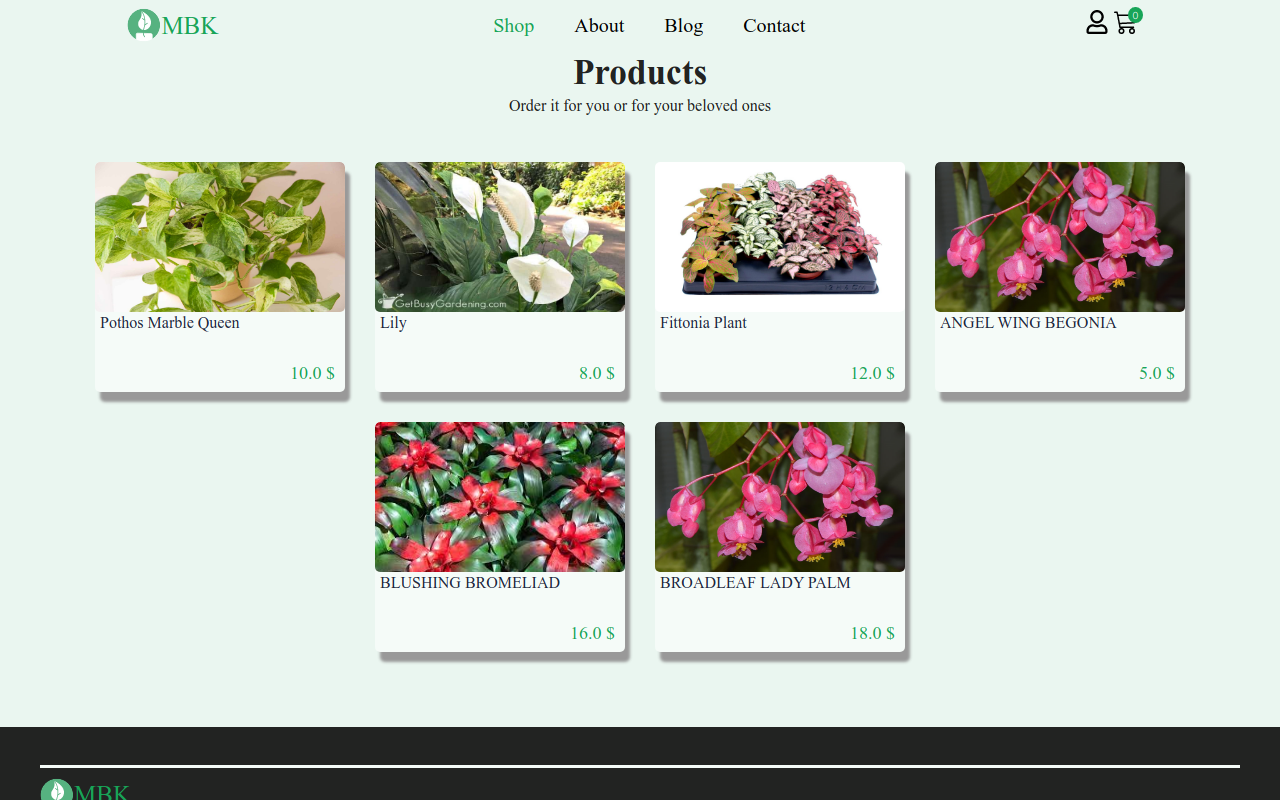 MBK
Shop About Blog Contact
0
Products
Order it for you or for your beloved ones
GetBusyGardening.com
Pothos Marble Queen
10.0 $
Lily
8.0 $
Fittonia Plant
12.0 $
ANGEL WING BEGONIA
5.0 $
BLUSHING BROMELIAD
16.0 $
BROADLEAF LADY PALM
18.0 $
MBK